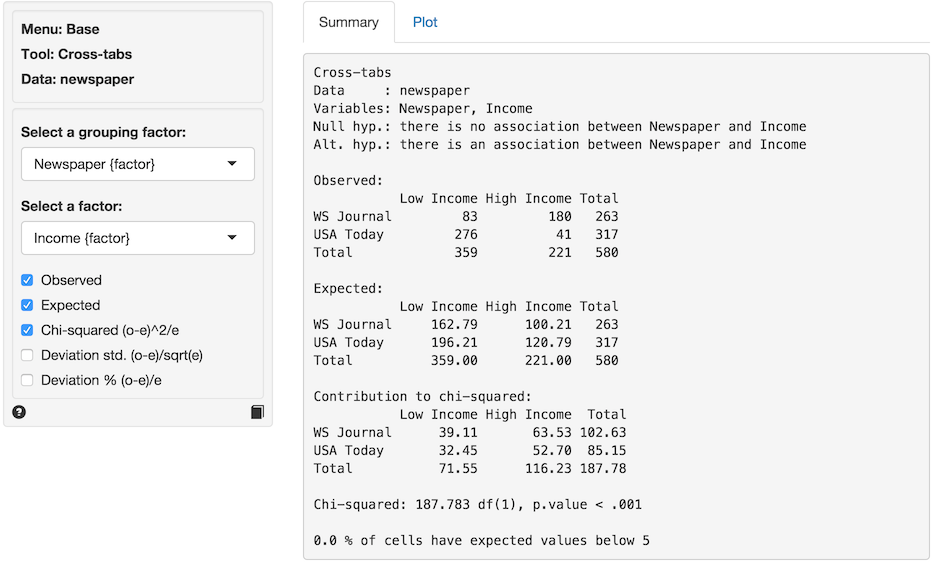 Menu: Base
Tool: Cross-tabs
Data: newspaper
Select a grouping factor:
Newspaper {factor}
Select a factor:
Income {factor}
Observed
Expected
Chi-squared (o-e)^2/e
Deviation std. (o-e)/sqrt(e)
Deviation % (o-e)/e
?
Summary Plot
Cross-tabs
Data     : newspaper
Variables: Newspaper, Income
Null hyp.: there is no association between Newspaper and Income
Alt. hyp.: there is an association between Newspaper and Income
Observed:
           Low Income High Income Total
WS Journal         83         180   263
USA Today         276          41   317
Total             359         221   580
Expected:
           Low Income High Income Total
WS Journal     162.79      100.21   263
USA Today      196.21      120.79   317
Total          359.00      221.00   580
Contribution to chi-squared:
           Low Income High Income  Total
WS Journal      39.11       63.53 102.63
USA Today       32.45       52.70  85.15
Total           71.55      116.23 187.78
Chi-squared: 187.783 df(1), p.value < .001
0.0 % of cells have expected values below 5